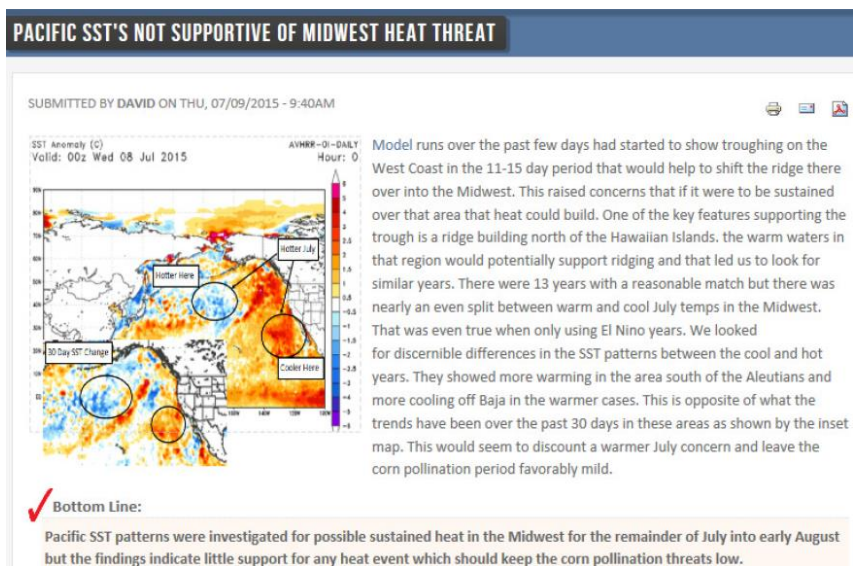 PACIFIC SST'S NOT SUPPORTIVE OF MIDWEST HEAT THREAT
SUBMITTED BY DAVID ON THU, 07/09/2015 - 9:40AM
SST Anomaly (C)
AVHRR-OI-DAILY
Valid: 00z Wed 08 Jul 2015
Hour: 0
Hotter July
Hotter Here
30 Day SST Change
Cooler Here
Model runs over the past few days had started to show troughing on the
West Coast in the 11-15 day period that would help to shift the ridge there
over into the Midwest. This raised concerns that if it were to be sustained
over that area that heat could build. One of the key features supporting the
trough is a ridge building north of the Hawaiian Islands. the warm waters in
that region would potentially support ridging and that led us to look for
similar years. There were 13 years with a reasonable match but there was
nearly an even split between warm and cool July temps in the Midwest.
That was even true when only using El Nino years. We looked
for discernible differences in the SST patterns between the cool and hot
years. They showed more warming in the area south of the Aleutians and
more cooling off Baja in the warmer cases. This is opposite of what the
trends have been over the past 30 days in these areas as shown by the inset
map. This would seem to discount a warmer July concern and leave the
corn pollination period favorably mild.
Bottom Line:
Pacific SST patterns were investigated for possible sustained heat in the Midwest for the remainder of July into early August
but the findings indicate little support for any heat event which should keep the corn pollination threats low.